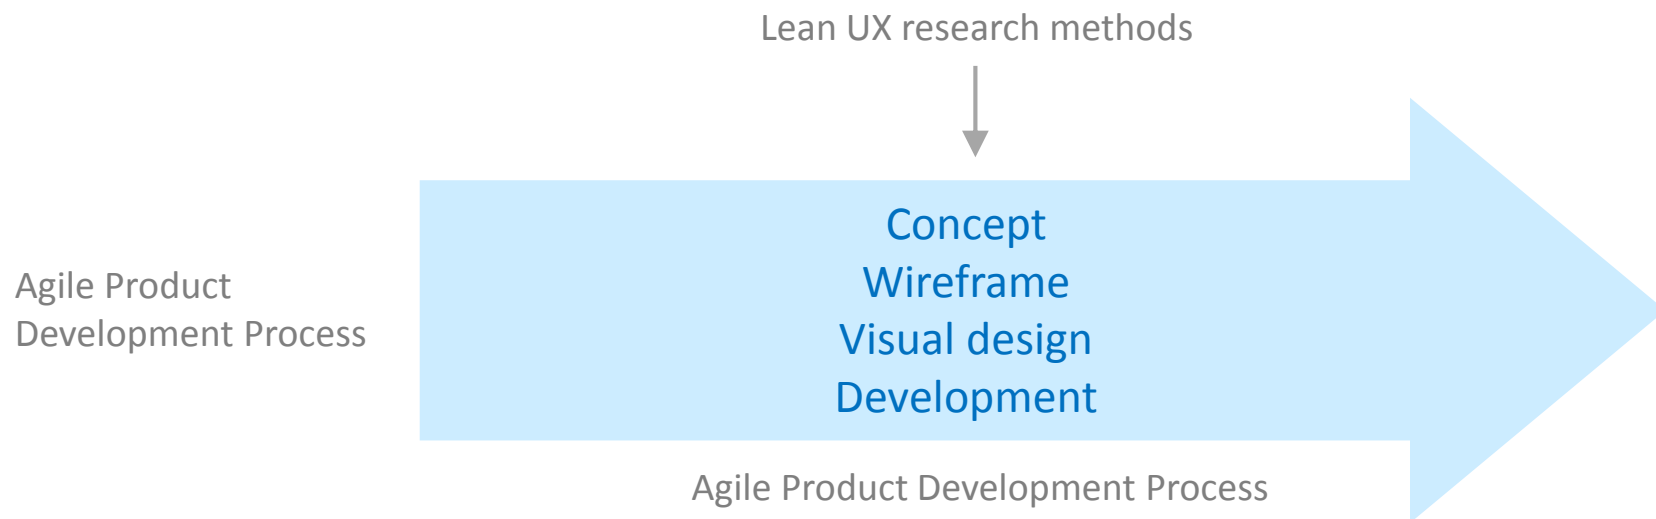 Lean UX research methods
Concept
Wireframe
Visual design
Development
Agile Product
Development Process
Agile Product Development Process